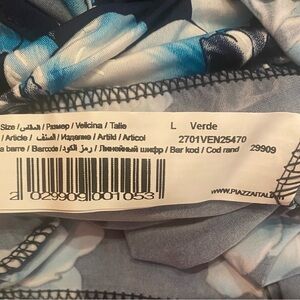 Size / المقاس / Размер / Velicina / Talie L Verde
/ Article / الصنف / Изделие / Artikl / Articol 2701VEN25470
a barre / Barcode / رمز الكود / Линейный шифр / Bar kod / Cod rand 29909
2 029909 001053
WWW.PIAZZAITAL